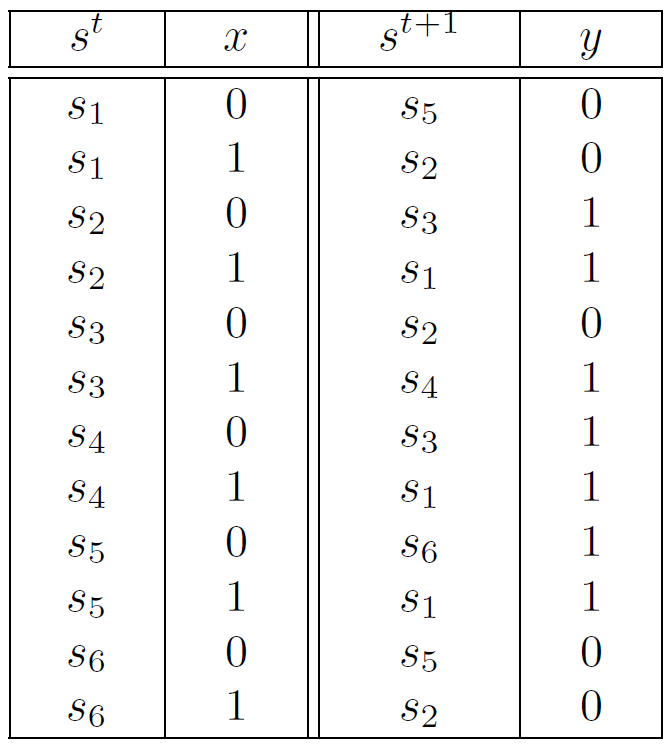 s^t x s^{t+1} y
s_1 0 s_5 0
s_1 1 s_2 0
s_2 0 s_3 1
s_2 1 s_1 1
s_3 0 s_2 0
s_3 1 s_4 1
s_4 0 s_3 1
s_4 1 s_1 1
s_5 0 s_6 1
s_5 1 s_1 1
s_6 0 s_5 0
s_6 1 s_2 0